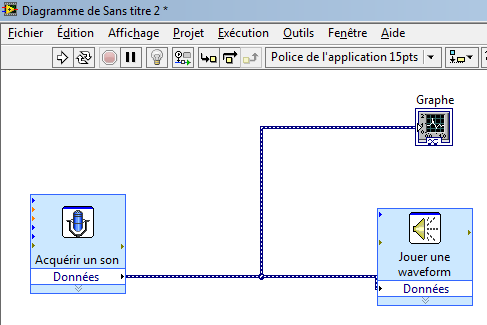 Diagramme de Sans titre 2 *
Fichier Édition Affichage Projet Exécution Outils Fenêtre Aide
Police de l'application 15pts
Graphe
Acquérir un son
Données
Jouer une
waveform
Données